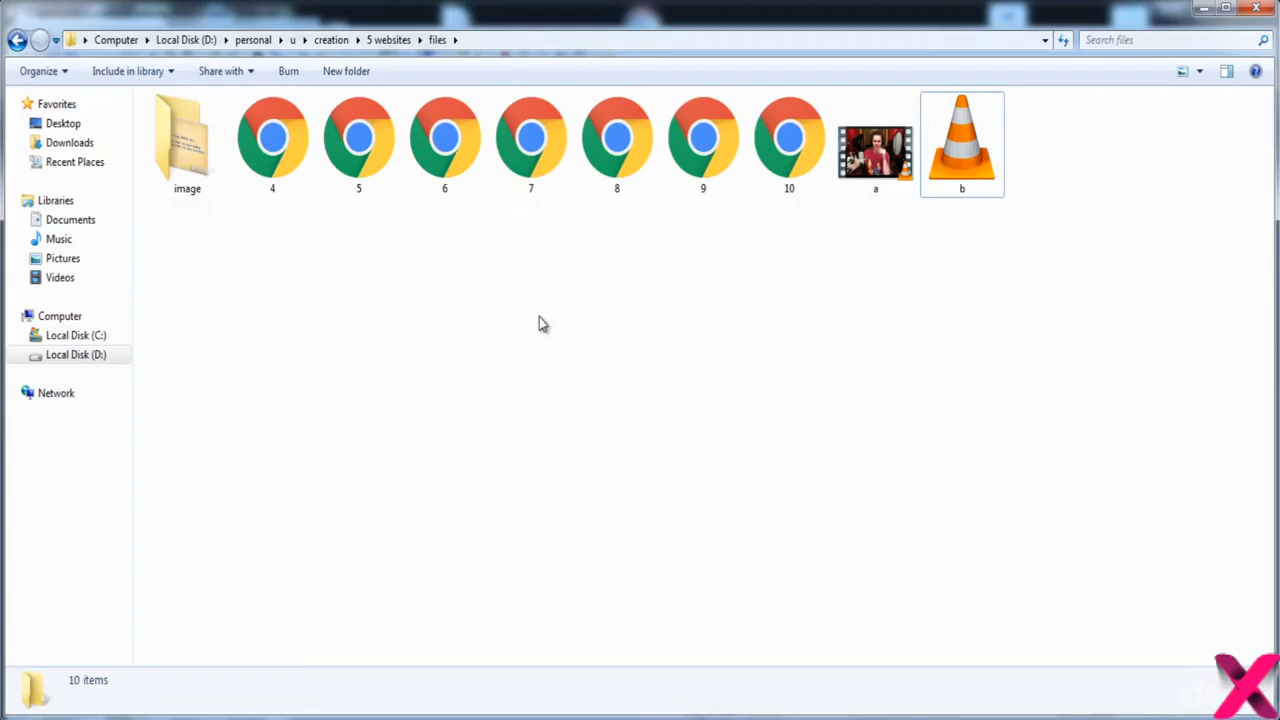 Computer Local Disk (D:) personal u creation 5 websites files Search files
Organize Include in library Share with Burn New folder
Favorites
Desktop
Downloads
Recent Places
Libraries
Documents
Music
Pictures
Videos
Computer
Local Disk (C:)
Local Disk (D:)
Network
image 4 5 6 7 8 9 10 a b
10 items